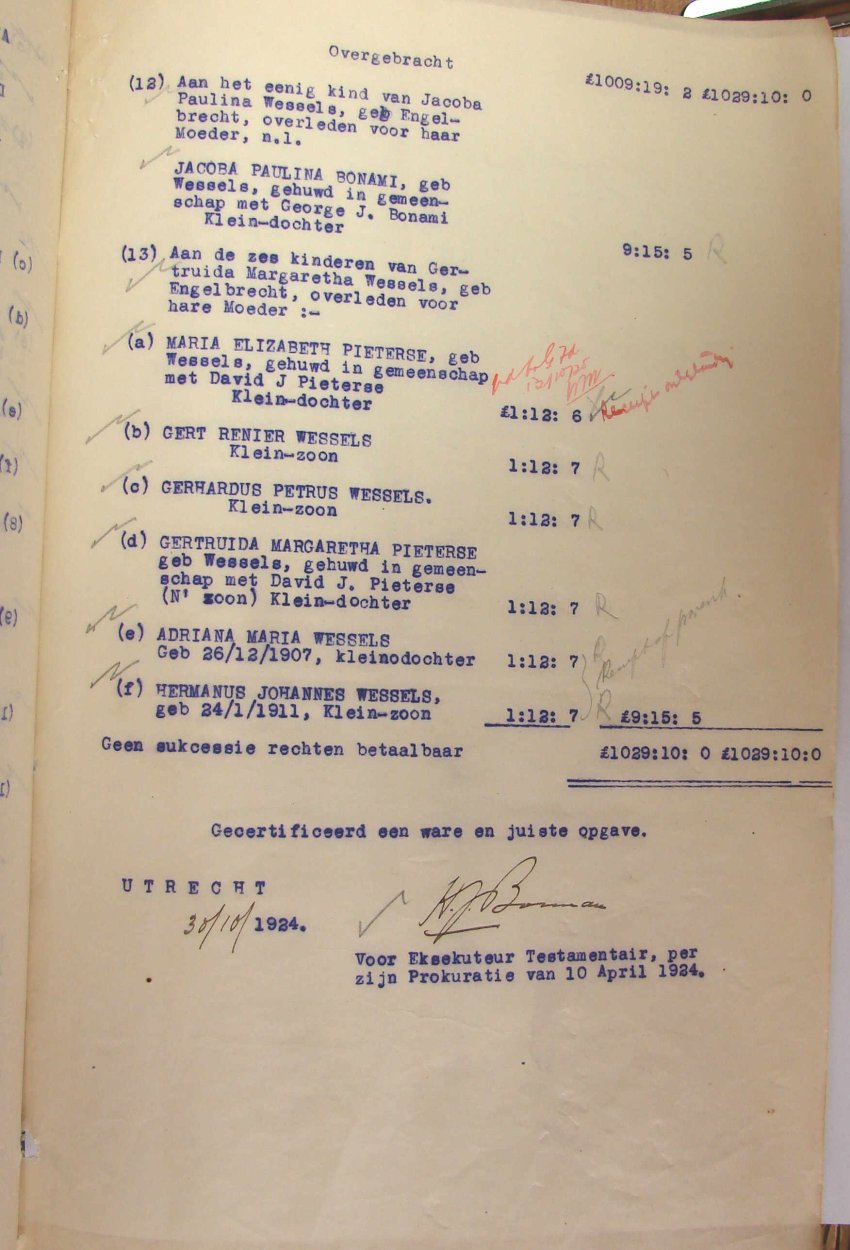 Overgebracht
£1009:19: 2 £1029:10: 0
(12) Aan het eenig kind van Jacoba
Paulina Wessels, geb Engel-
brecht, overleden voor haar
Moeder, n.l.
JACOBA PAULINA BONAMI, geb
Wessels, gehuwd in gemeen-
schap met George J. Bonami
Klein-dochter
9:15: 5 R
(13) Aan de zes kinderen van Ger-
truida Margaretha Wessels, geb
Engelbrecht, overleden voor
hare Moeder :-
(a) MARIA ELIZABETH PIETERSE, geb
Wessels, gehuwd in gemeenschap
met David J Pieterse
Klein-dochter £1:12: 6
(b) GERT RENIER WESSELS
Klein-zoon 1:12: 7 R
(c) GERHARDUS PETRUS WESSELS.
Klein-zoon 1:12: 7 R
(d) GERTRUIDA MARGARETHA PIETERSE
geb Wessels, gehuwd in gemeen-
schap met David J. Pieterse
(N' zoon) Klein-dochter 1:12: 7 R
(e) ADRIANA MARIA WESSELS
Geb 26/12/1907, kleinodochter 1:12: 7 R
(f) HERMANUS JOHANNES WESSELS,
geb 24/1/1911, Klein-zoon 1:12: 7 R £9:15: 5
Geen sukcessie rechten betaalbaar £1029:10: 0 £1029:10:0
Gecertificeerd een ware en juiste opgave.
UTRECHT
30/10/1924.
H.J. Borman
Voor Eksekuteur Testamentair, per
zijn Prokuratie van 10 April 1924.